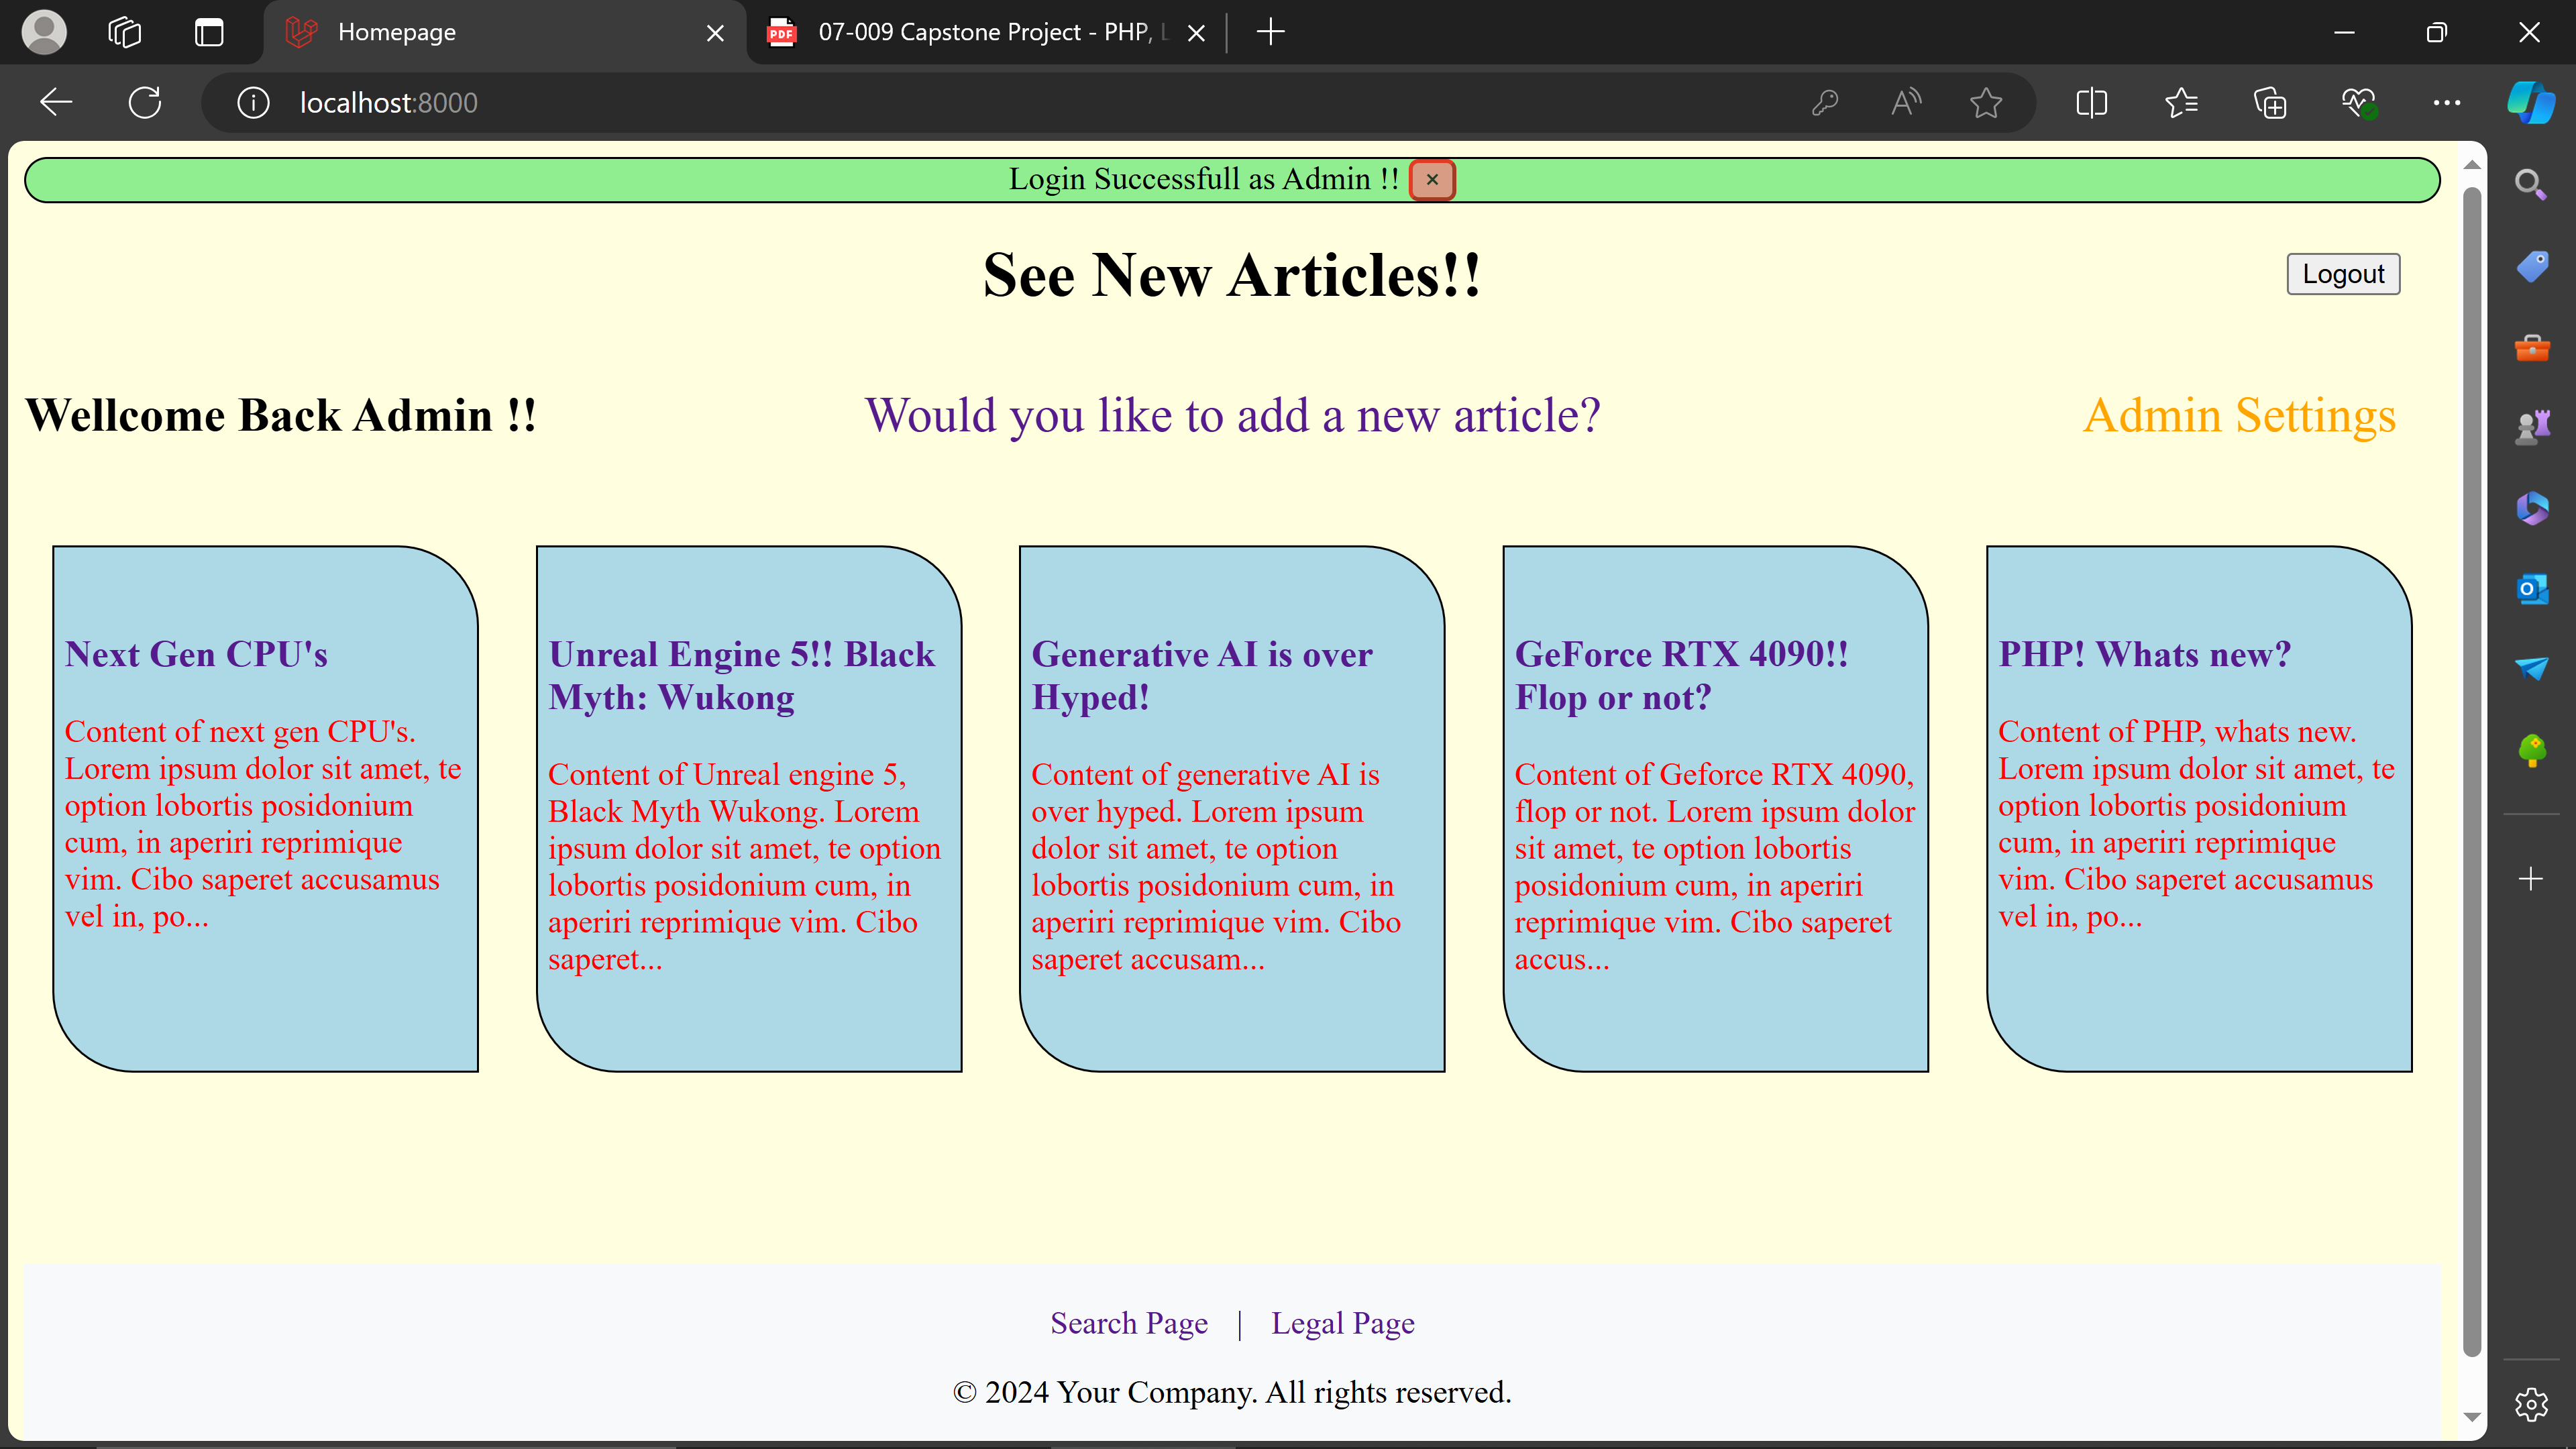 Homepage
07-009 Capstone Project - PHP, L
localhost:8000
Login Successfull as Admin !! ×
See New Articles!!
Logout
Wellcome Back Admin !!
Would you like to add a new article?
Admin Settings
Next Gen CPU's
Content of next gen CPU's.
Lorem ipsum dolor sit amet, te
option lobortis posidonium
cum, in aperiri reprimique
vim. Cibo saperet accusamus
vel in, po...
Unreal Engine 5!! Black
Myth: Wukong
Content of Unreal engine 5,
Black Myth Wukong. Lorem
ipsum dolor sit amet, te option
lobortis posidonium cum, in
aperiri reprimique vim. Cibo
saperet...
Generative AI is over
Hyped!
Content of generative AI is
over hyped. Lorem ipsum
dolor sit amet, te option
lobortis posidonium cum, in
aperiri reprimique vim. Cibo
saperet accusam...
GeForce RTX 4090!!
Flop or not?
Content of Geforce RTX 4090,
flop or not. Lorem ipsum dolor
sit amet, te option lobortis
posidonium cum, in aperiri
reprimique vim. Cibo saperet
accus...
PHP! Whats new?
Content of PHP, whats new.
Lorem ipsum dolor sit amet, te
option lobortis posidonium
cum, in aperiri reprimique
vim. Cibo saperet accusamus
vel in, po...
Search Page | Legal Page
© 2024 Your Company. All rights reserved.